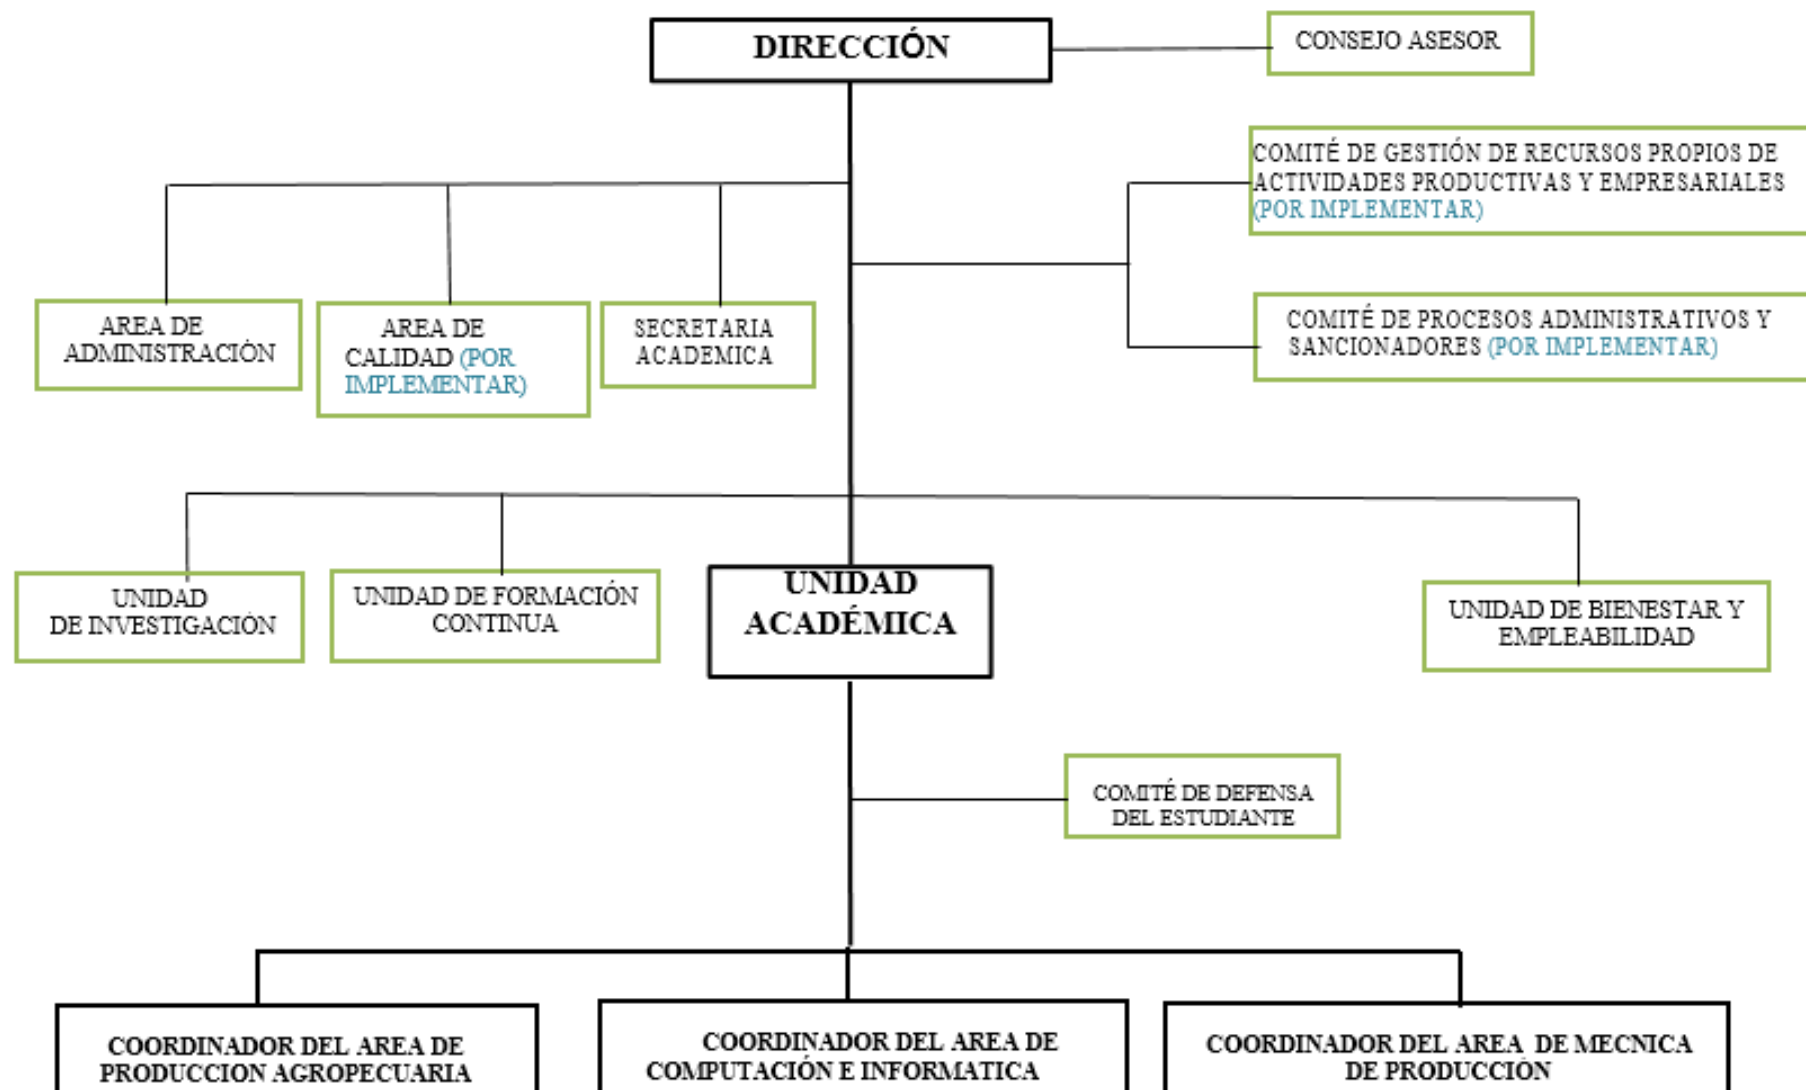 DIRECCIÓN
CONSEJO ASESOR
COMITÉ DE GESTIÓN DE RECURSOS PROPIOS DE
ACTIVIDADES PRODUCTIVAS Y EMPRESARIALES
(POR IMPLEMENTAR)
COMITÉ DE PROCESOS ADMINISTRATIVOS Y
SANCIONADORES (POR IMPLEMENTAR)
AREA DE
ADMINISTRACIÓN
AREA DE
CALIDAD (POR
IMPLEMENTAR)
SECRETARIA
ACADEMICA
UNIDAD
DE INVESTIGACIÓN
UNIDAD DE FORMACIÓN
CONTINUA
UNIDAD
ACADÉMICA
UNIDAD DE BIENESTAR Y
EMPLEABILIDAD
COMITÉ DE DEFENSA
DEL ESTUDIANTE
COORDINADOR DEL AREA DE
PRODUCCION AGROPECUARIA
COORDINADOR DEL AREA DE
COMPUTACIÓN E INFORMATICA
COORDINADOR DEL AREA DE MECNICA
DE PRODUCCIÓN